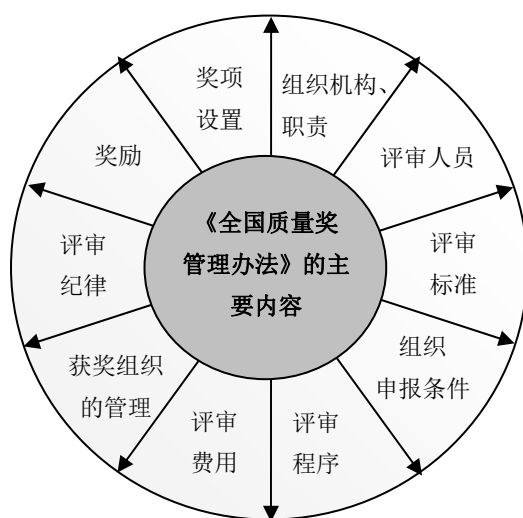 《全国质量奖
管理办法》的主
要内容
奖项
设置
组织机构、
职责
评审人员
评审
标准
组织
申报条件
评审
程序
评审
费用
获奖组织
的管理
评审
纪律
奖励